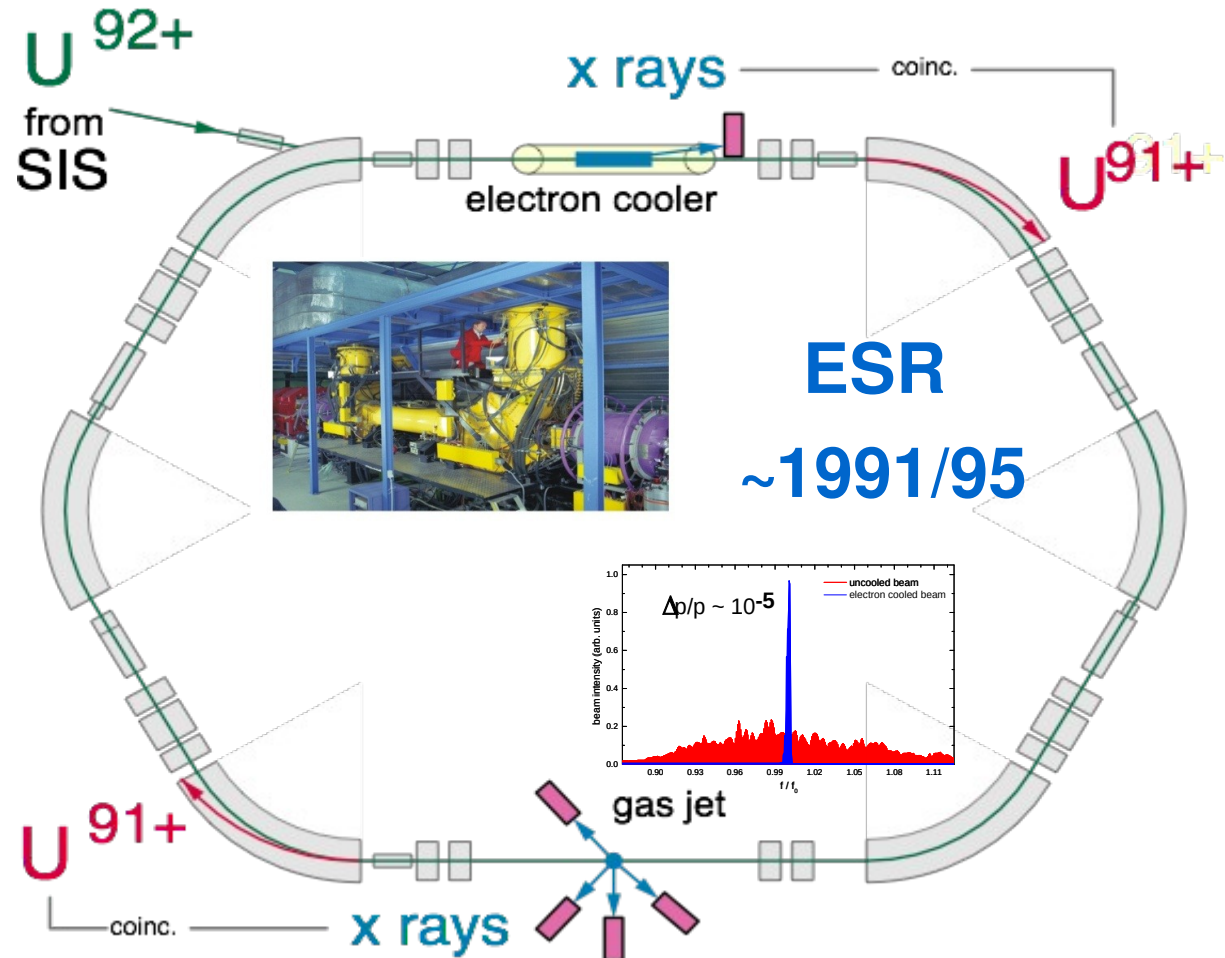 U 92+
from
SIS
x rays
coinc.
U91+
91+
electron cooler
ESR
~1991/95
Δp/p ~ 10-5
uncooled beam
electron cooled beam
beam intensity (arb. units)
1.0
0.8
0.6
0.4
0.2
0.0
0.90 0.93 0.96 0.99 1.02 1.05 1.08 1.11
f / f0
gas jet
U 91+
coinc.
x rays